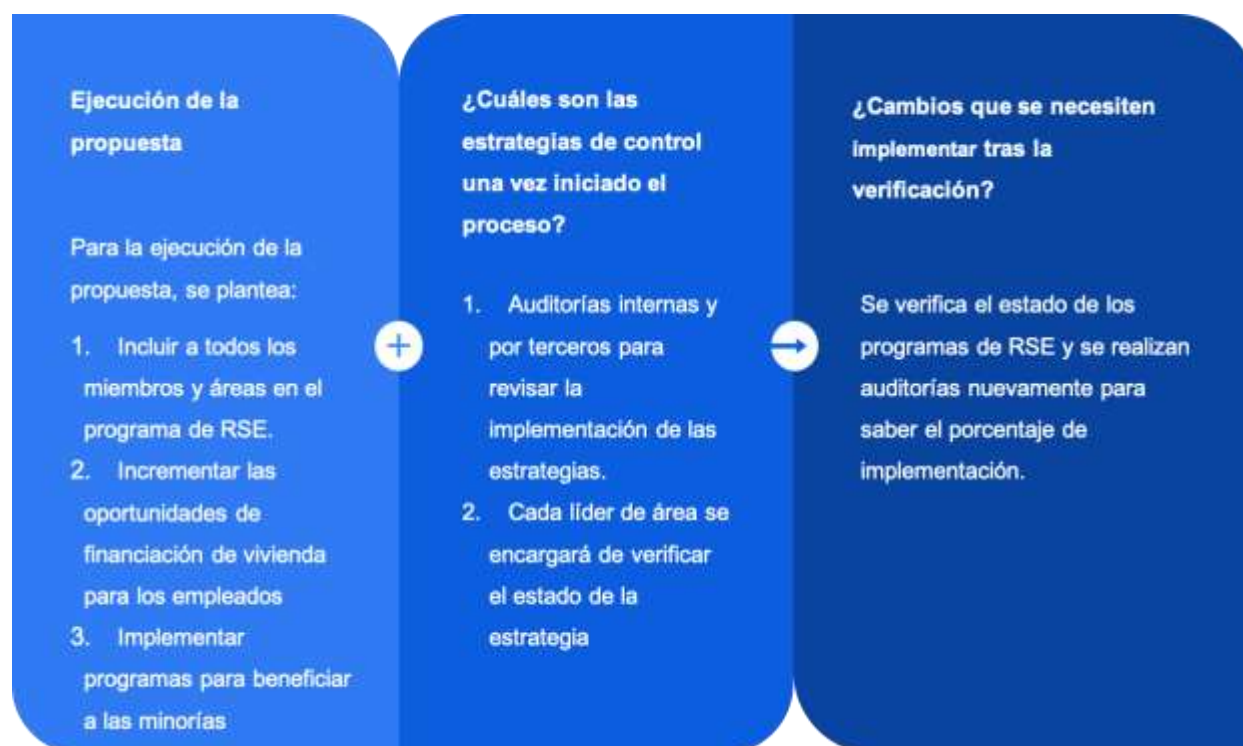 Ejecución de la
propuesta
Para la ejecución de la
propuesta, se plantea:
1. Incluir a todos los
miembros y áreas en el
programa de RSE.
2. Incrementar las
oportunidades de
financiación de vivienda
para los empleados
3. Implementar
programas para beneficiar
a las minorías
¿Cuáles son las
estrategias de control
una vez iniciado el
proceso?
1. Auditorías internas y
por terceros para
revisar la
implementación de las
estrategias.
2. Cada líder de área se
encargará de verificar
el estado de la
estrategia
¿Cambios que se necesiten
implementar tras la
verificación?
Se verifica el estado de los
programas de RSE y se realizan
auditorías nuevamente para
saber el porcentaje de
implementación.